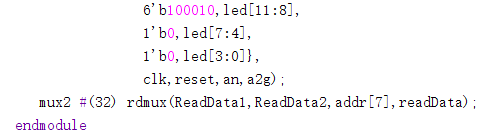 6'b100010,led[11:8],
1'b0,led[7:4],
1'b0,led[3:0]},
clk,reset,an,a2g);
mux2 #(32) rdmux(ReadData1,ReadData2,addr[7],readData);
endmodule